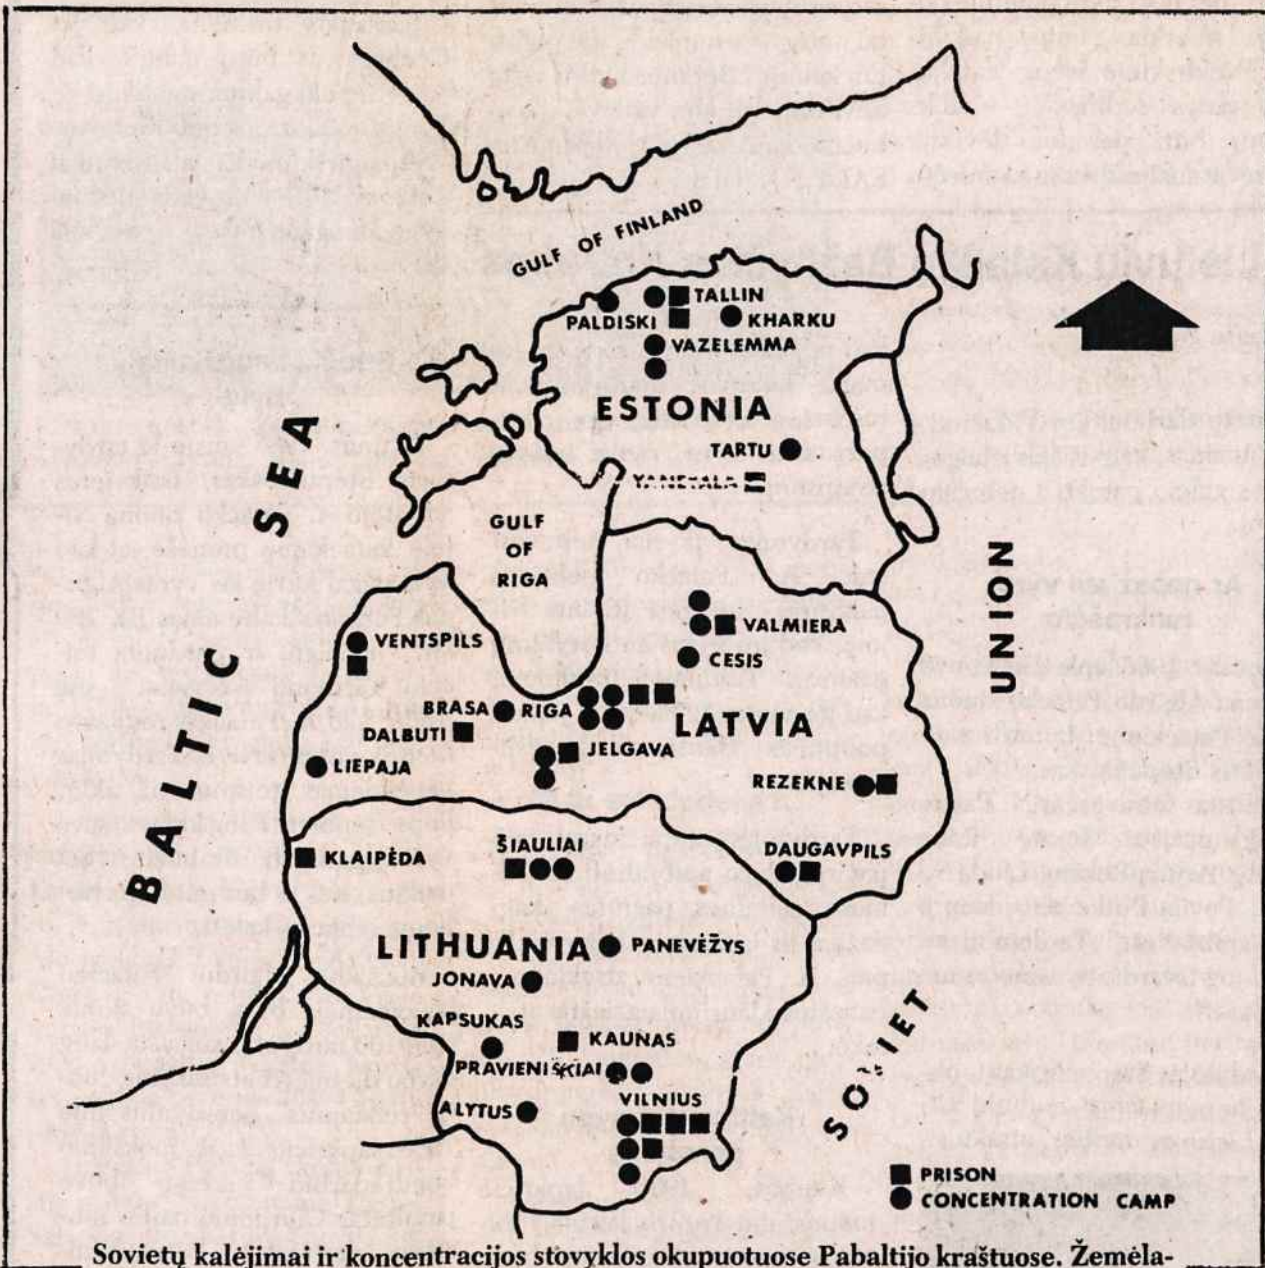 GULF OF FINLAND
TALLIN
PALDISKI
KHARKU
VAZELEMMA
ESTONIA
TARTU
BALTIC SEA
GULF
OF
RIGA
SOVIET UNION
VENTSPILS
VALMIERA
CESIS
BRASA
RIGA
LATVIA
DALBUTI
JELGAVA
LIEPAJA
REZEKNE
KLAIPĖDA
ŠIAULIAI
DAUGAVPILS
LITHUANIA
PANEVĖŽYS
JONAVA
KAPSUKAS
KAUNAS
PRAVIENIŠKIAI
ALYTUS
VILNIUS
PRISON
CONCENTRATION CAMP
Sovietų kalėjimai ir koncentracijos stovyklos okupuotuose Pabaltijo kraštuose. Žemėla-